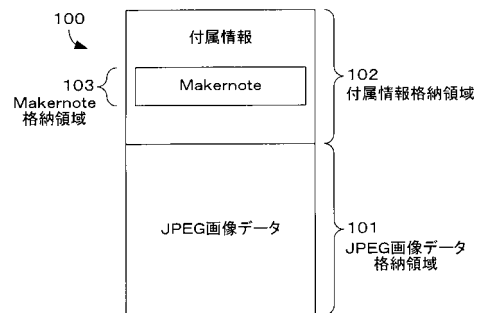 100
付属情報
103
Makernote
格納領域
Makernote
102
付属情報格納領域
JPEG画像データ
101
JPEG画像データ
格納領域